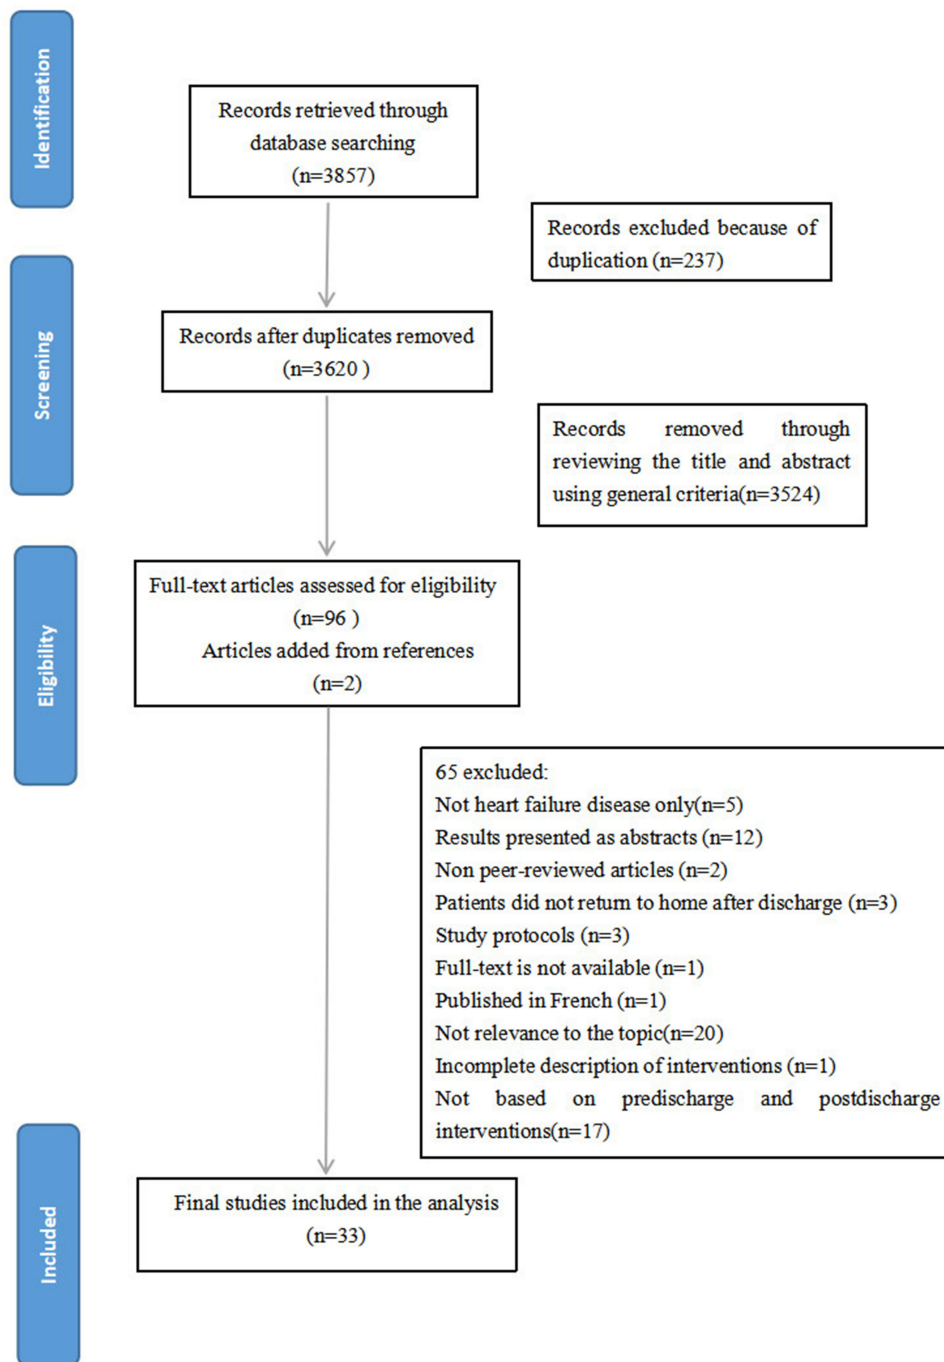 Identification
Records retrieved through
database searching
(n=3857)
Records excluded because of
duplication (n=237)
Screening
Records after duplicates removed
(n=3620 )
Records removed through
reviewing the title and abstract
using general criteria(n=3524)
Eligibility
Full-text articles assessed for eligibility
(n=96 )
Articles added from references
(n=2)
65 excluded:
Not heart failure disease only(n=5)
Results presented as abstracts (n=12)
Non peer-reviewed articles (n=2)
Patients did not return to home after discharge (n=3)
Study protocols (n=3)
Full-text is not available (n=1)
Published in French (n=1)
Not relevance to the topic(n=20)
Incomplete description of interventions (n=1)
Not based on predischarge and postdischarge
interventions(n=17)
Included
Final studies included in the analysis
(n=33)